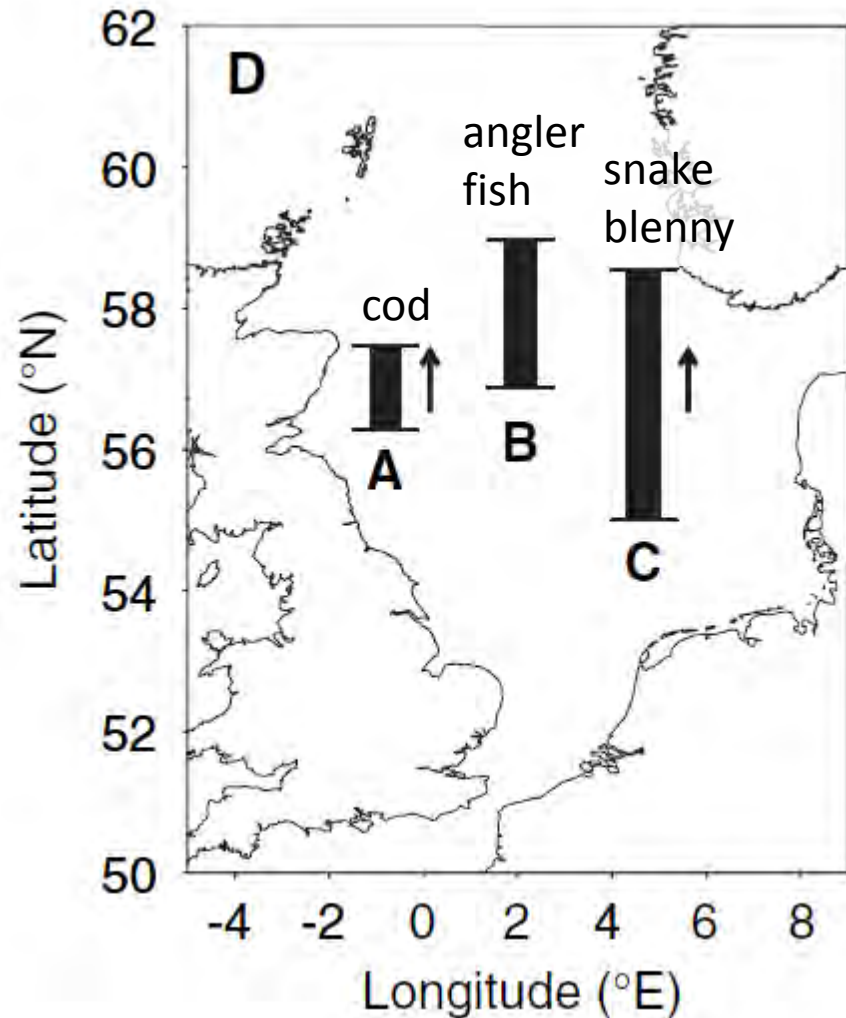 D
angler
fish
snake
blenny
cod
A
B
C
Latitude (°N)
62
60
58
56
54
52
50
-4 -2 0 2 4 6 8
Longitude (°E)